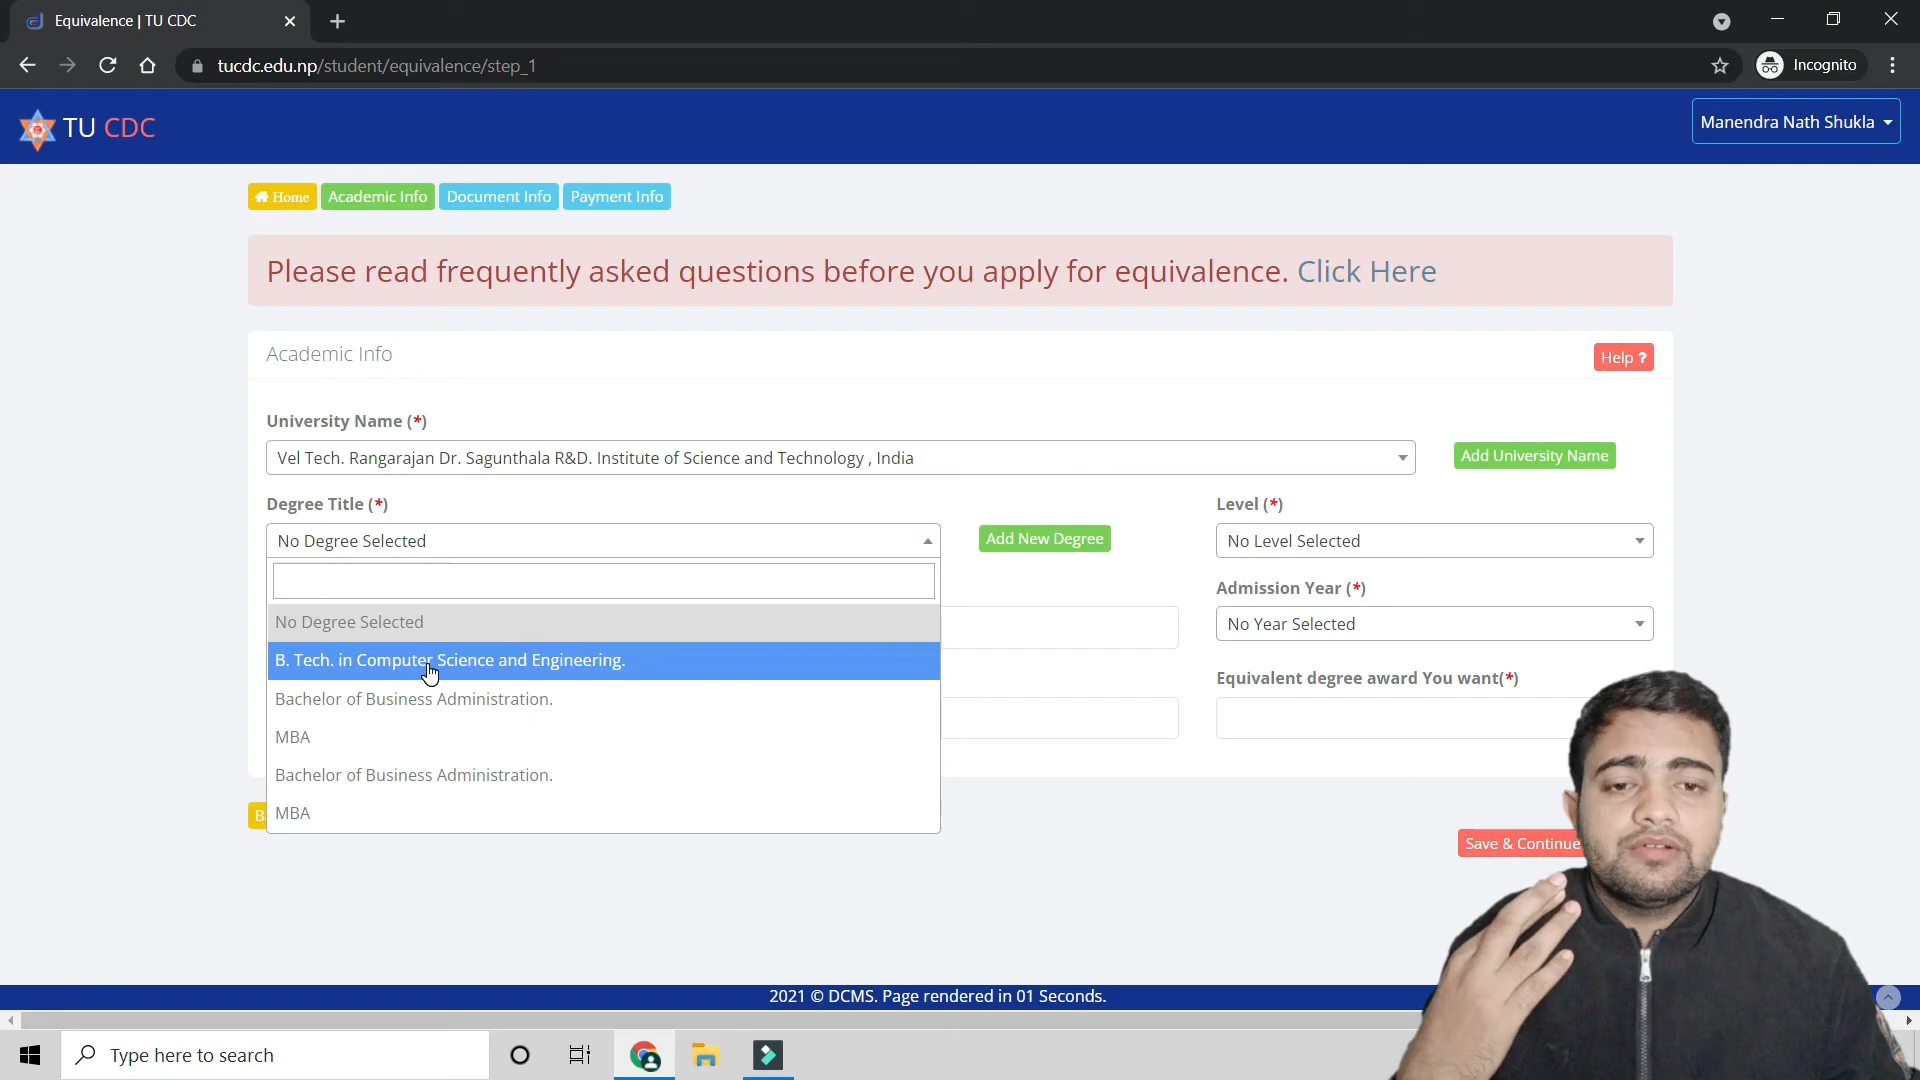 Equivalence | TU CDC
tucdc.edu.np/student/equivalence/step_1
Incognito
TU CDC
Manendra Nath Shukla
Home
Academic Info
Document Info
Payment Info
Please read frequently asked questions before you apply for equivalence. Click Here
Academic Info
Help ?
University Name (*)
Vel Tech. Rangarajan Dr. Sagunthala R&D. Institute of Science and Technology , India
Add University Name
Degree Title (*)
Level (*)
No Degree Selected
Add New Degree
No Level Selected
Admission Year (*)
No Degree Selected
No Year Selected
B. Tech. in Computer Science and Engineering.
Equivalent degree award You want(*)
Bachelor of Business Administration.
MBA
Bachelor of Business Administration.
MBA
B
Save & Continue
2021 © DCMS. Page rendered in 01 Seconds.
Type here to search